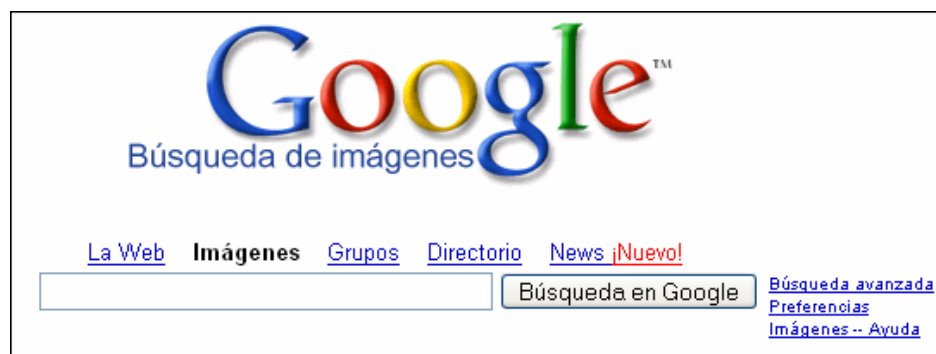 Google™
Búsqueda de imágenes
La Web Imágenes Grupos Directorio News ¡Nuevo!
Búsqueda en Google
Búsqueda avanzada
Preferencias
Imágenes -- Ayuda